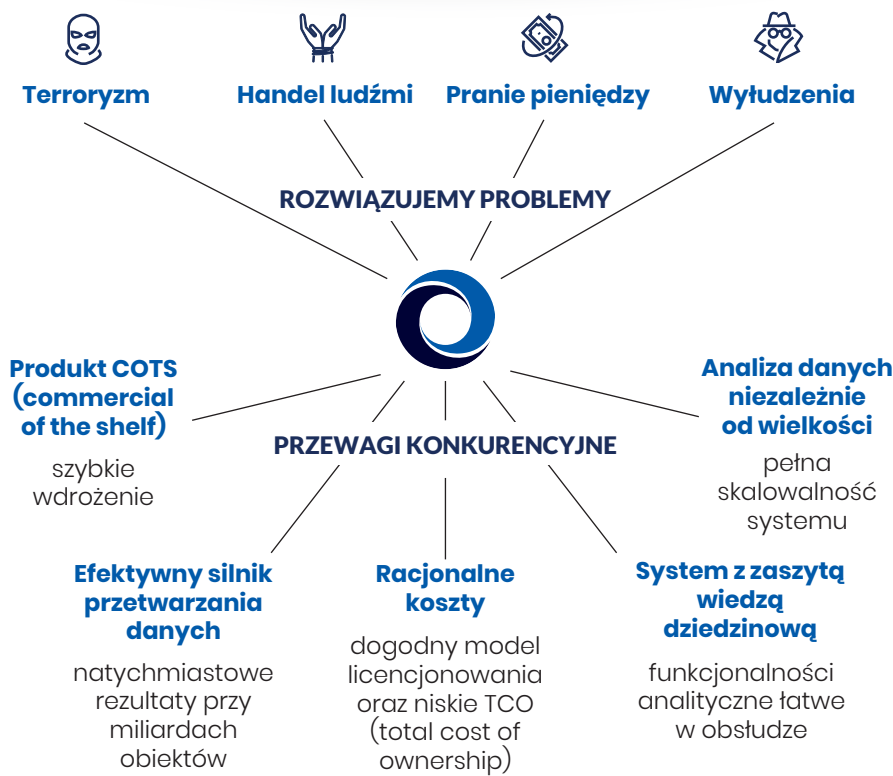 Terroryzm
Handel ludźmi
Pranie pieniędzy
Wyłudzenia
ROZWIĄZUJEMY PROBLEMY
Produkt COTS
(commercial
of the shelf)
szybkie
wdrożenie
Analiza danych
niezależnie
od wielkości
pełna
skalowalność
systemu
PRZEWAGI KONKURENCYJNE
Efektywny silnik
przetwarzania
danych
natychmiastowe
rezultaty przy
miliardach
obiektów
Racjonalne
koszty
dogodny model
licencjonowania
oraz niskie TCO
(total cost of
ownership)
System z zaszytą
wiedzą
dziedzinową
funkcjonalności
analityczne łatwe
w obsłudze